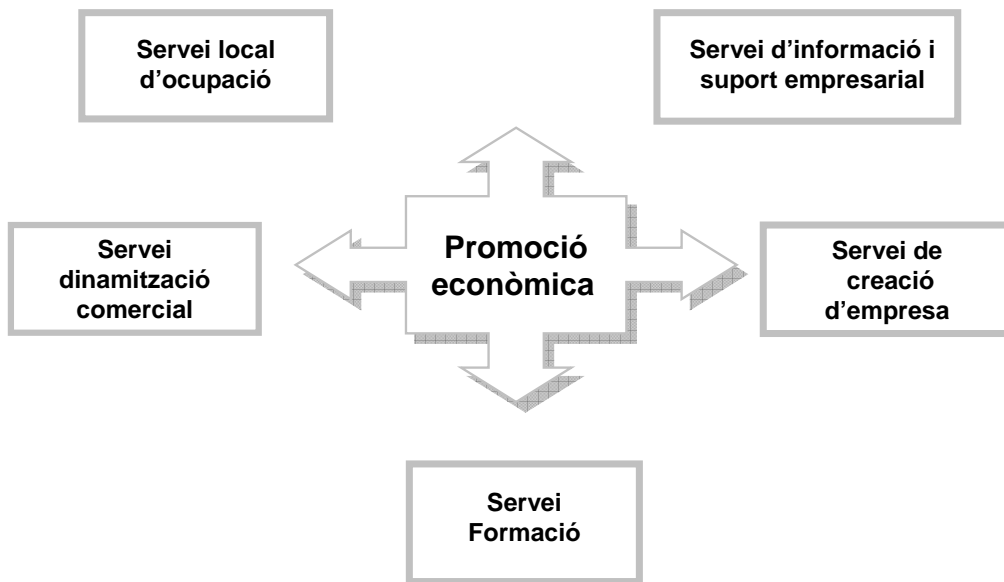 Servei local
d’ocupació
Servei d’informació i
suport empresarial
Servei
dinamització
comercial
Promoció
econòmica
Servei de
creació
d’empresa
Servei
Formació